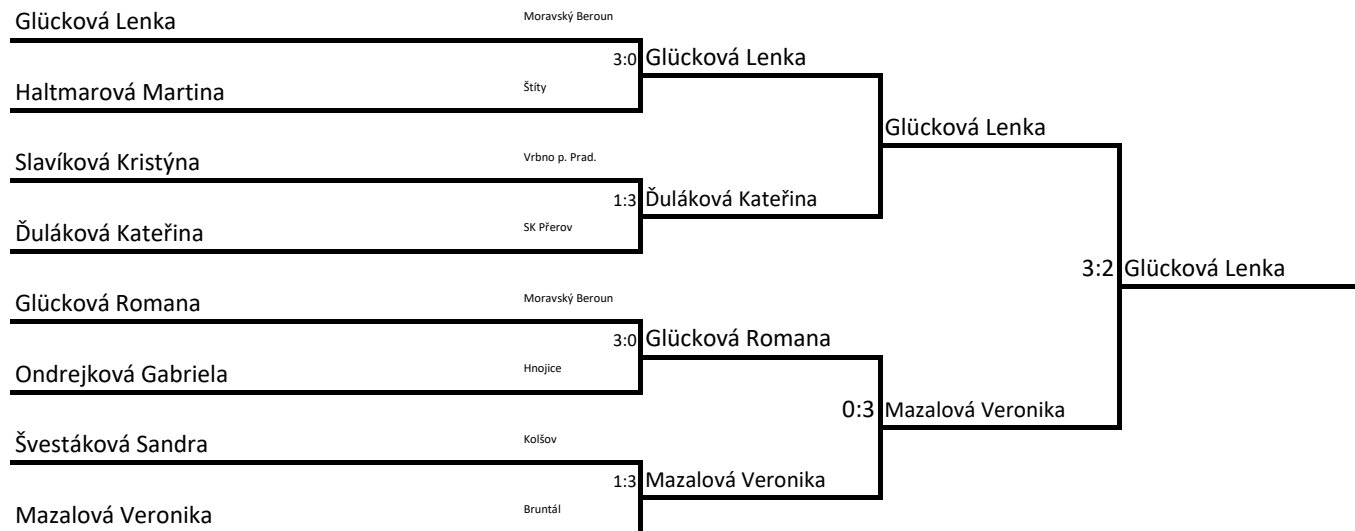 Glücková Lenka Moravský Beroun
3:0 Glücková Lenka
Haltmarová Martina Štíty
Glücková Lenka
Slavíková Kristýna Vrbno p. Prad.
1:3 Ďuláková Kateřina
Ďuláková Kateřina SK Přerov
3:2 Glücková Lenka
Glücková Romana Moravský Beroun
3:0 Glücková Romana
Ondrejková Gabriela Hnojice
0:3 Mazalová Veronika
Švestáková Sandra Kolšov
1:3 Mazalová Veronika
Mazalová Veronika Bruntál